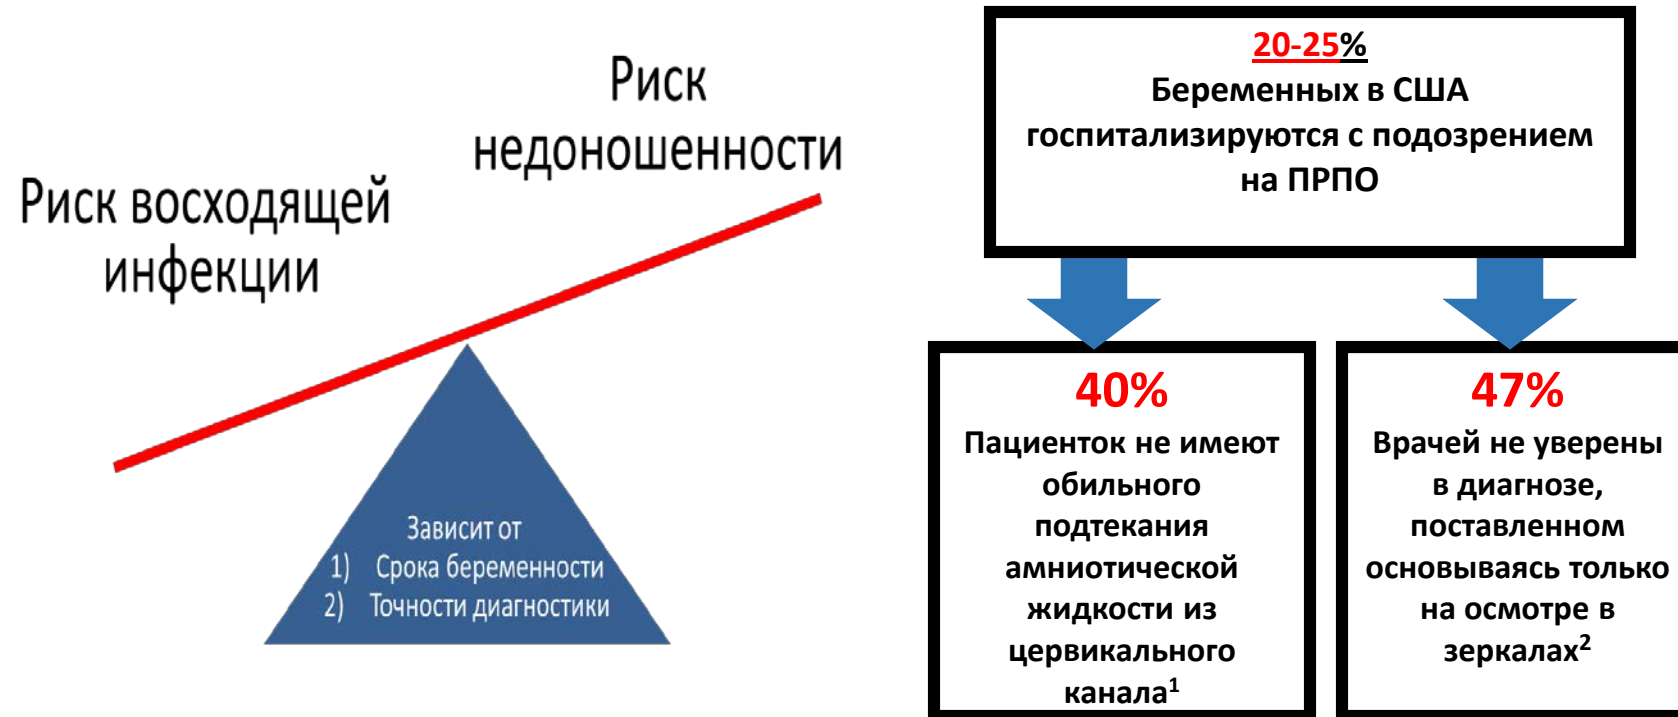 Риск
недоношенности
Риск восходящей
инфекции
Зависит от
1) Срока беременности
2) Точности диагностики
20-25%
Беременных в США
госпитализируются с подозрением
на ПРПО
40%
Пациенток не имеют
обильного
подтекания
амниотической
жидкости из
цервикального
канала¹
47%
Врачей не уверены
в диагнозе,
поставленном
основываясь только
на осмотре в
зеркалах²